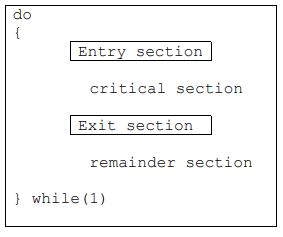 do
{
Entry section
critical section
Exit section
remainder section
} while(1)